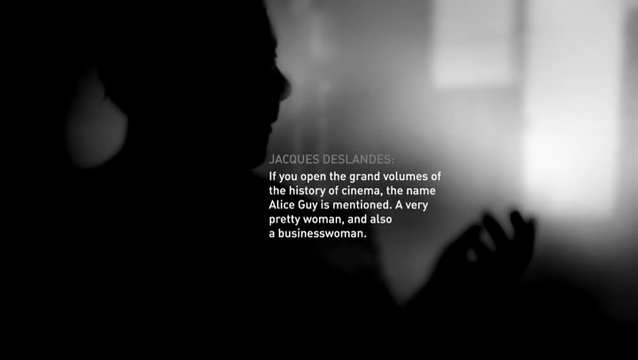 JACQUES DESLANDES:
If you open the grand volumes of
the history of cinema, the name
Alice Guy is mentioned. A very
pretty woman, and also
a businesswoman.